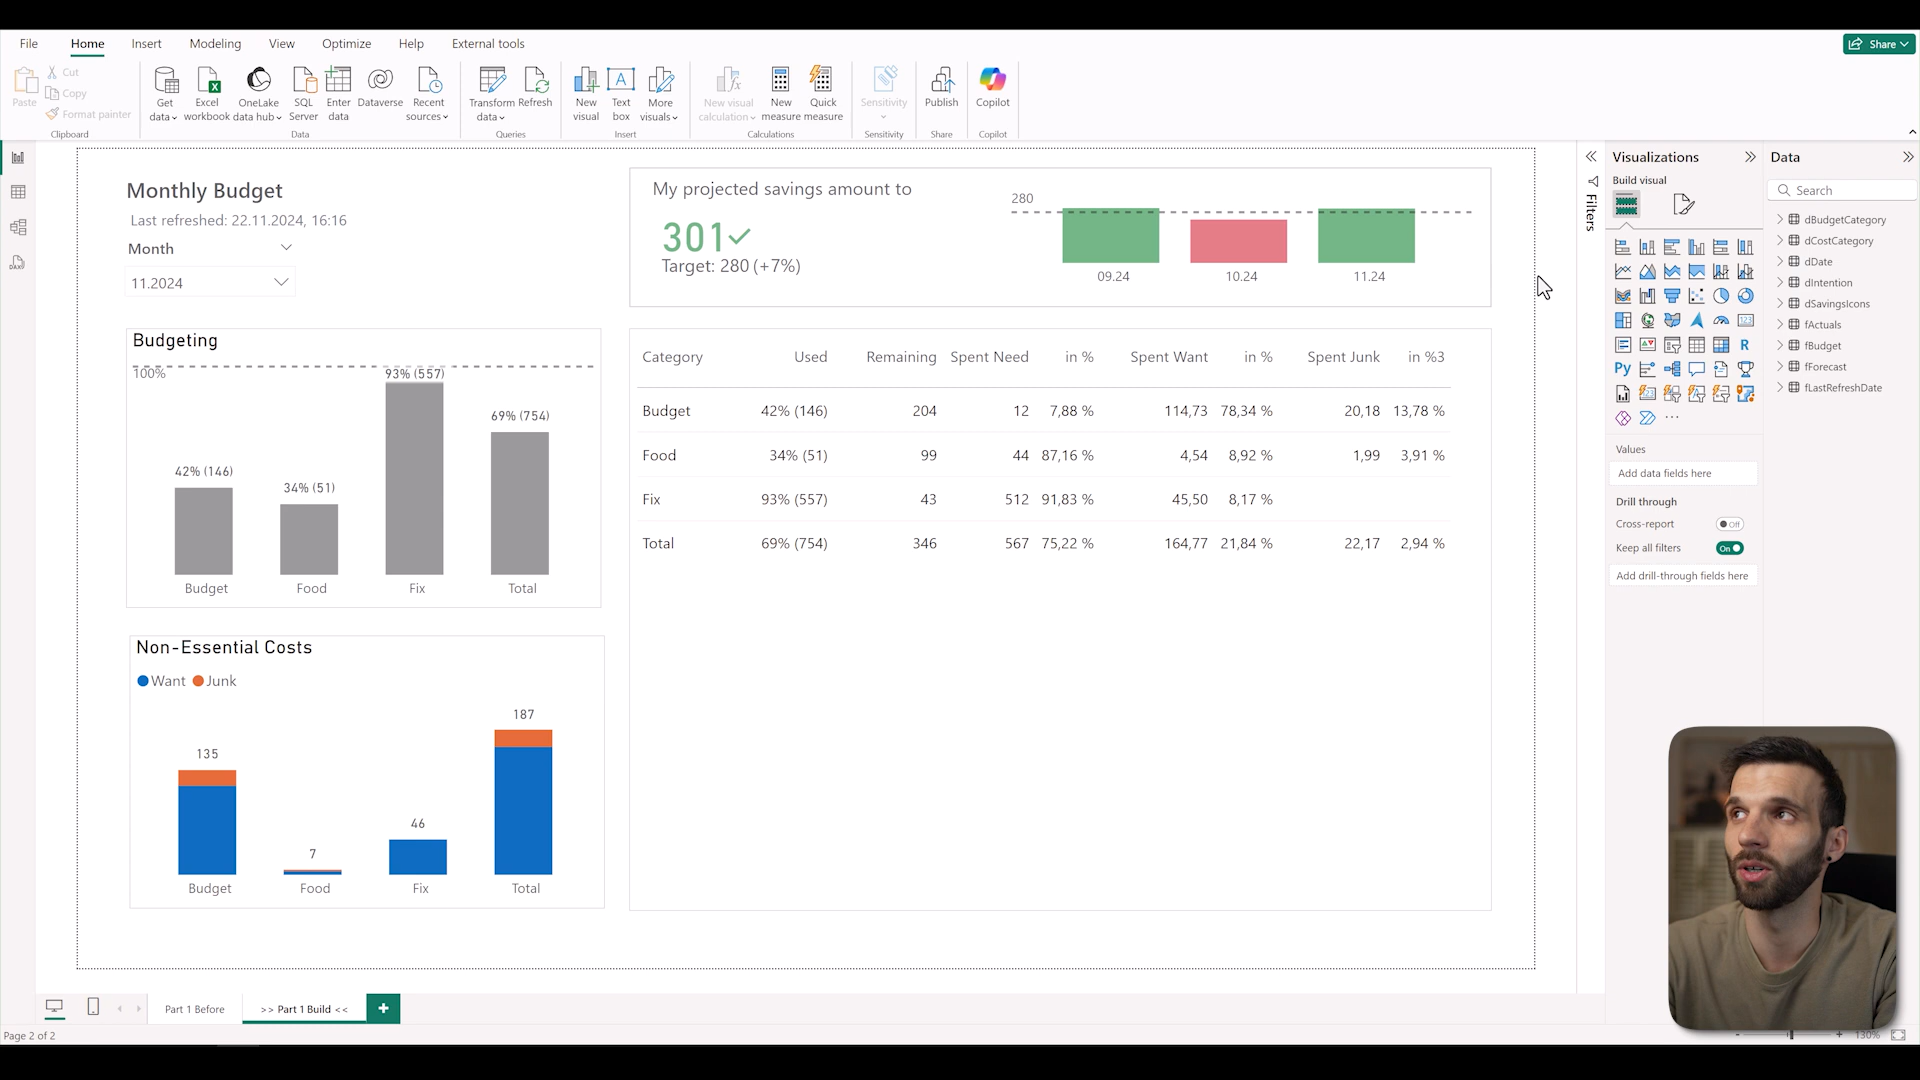 File Home Insert Modeling View Optimize Help External tools Share
Paste Cut Copy Format painter
Clipboard
Get data Excel workbook OneLake data hub SQL Server Enter data Dataverse Recent sources
Data
Transform data Refresh
Queries
New visual Text box More visuals
Insert
New visual calculation New measure Quick measure
Calculations
Sensitivity
Sensitivity
Publish
Share
Copilot
Copilot
Monthly Budget
Last refreshed: 22.11.2024, 16:16
Month
11.2024
My projected savings amount to
301
Target: 280 (+7%)
280
09.24 10.24 11.24
Budgeting
100%
42% (146) 34% (51) 93% (557) 69% (754)
Budget Food Fix Total
Non-Essential Costs
Want Junk
135 7 46 187
Budget Food Fix Total
Category Used Remaining Spent Need in % Spent Want in % Spent Junk in %3
Budget 42% (146) 204 12 7,88 % 114,73 78,34 % 20,18 13,78 %
Food 34% (51) 99 44 87,16 % 4,54 8,92 % 1,99 3,91 %
Fix 93% (557) 43 512 91,83 % 45,50 8,17 %
Total 69% (754) 346 567 75,22 % 164,77 21,84 % 22,17 2,94 %
Filters
Visualizations
Build visual
R
Py
Values
Add data fields here
Drill through
Cross-report Off
Keep all filters On
Add drill-through fields here
Data
Search
dBudgetCategory
dCostCategory
dDate
dIntention
dSavingsIcons
fActuals
fBudget
fForecast
fLastRefreshDate
Part 1 Before >> Part 1 Build <<
Page 2 of 2
130%